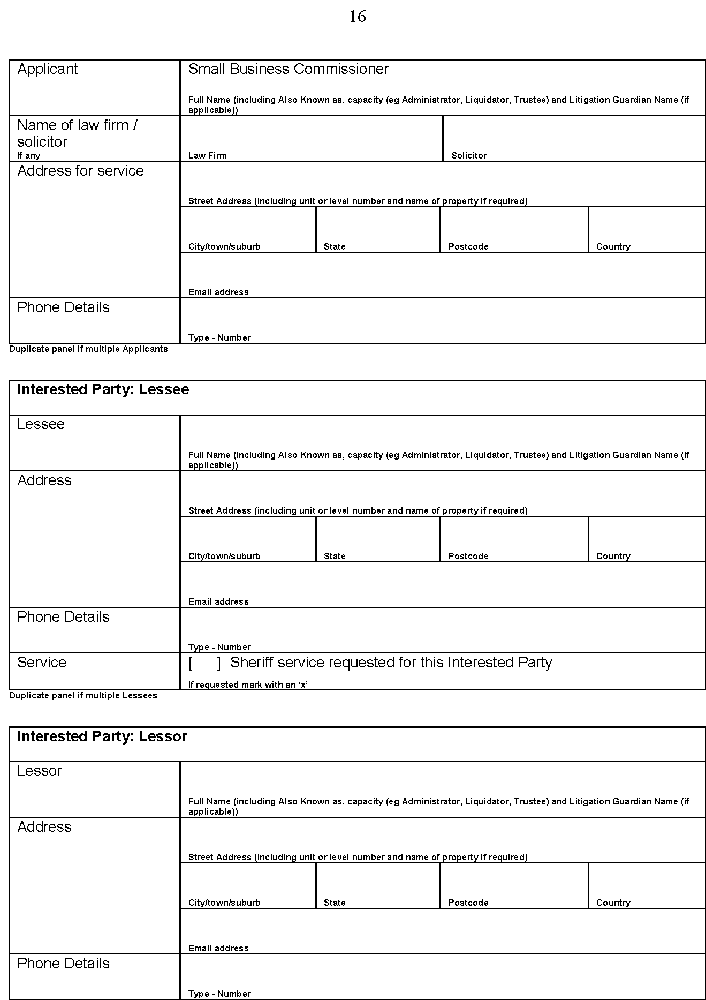 16
Applicant
Small Business Commissioner
Full Name (including Also Known as, capacity (eg Administrator, Liquidator, Trustee) and Litigation Guardian Name (if
applicable))
Name of law firm /
solicitor
If any
Law Firm
Solicitor
Address for service
Street Address (including unit or level number and name of property if required)
City/town/suburb
State
Postcode
Country
Email address
Phone Details
Type - Number
Duplicate panel if multiple Applicants
Interested Party: Lessee
Lessee
Full Name (including Also Known as, capacity (eg Administrator, Liquidator, Trustee) and Litigation Guardian Name (if
applicable))
Address
Street Address (including unit or level number and name of property if required)
City/town/suburb
State
Postcode
Country
Email address
Phone Details
Type - Number
Service
[ ] Sheriff service requested for this Interested Party
If requested mark with an ‘x’
Duplicate panel if multiple Lessees
Interested Party: Lessor
Lessor
Full Name (including Also Known as, capacity (eg Administrator, Liquidator, Trustee) and Litigation Guardian Name (if
applicable))
Address
Street Address (including unit or level number and name of property if required)
City/town/suburb
State
Postcode
Country
Email address
Phone Details
Type - Number